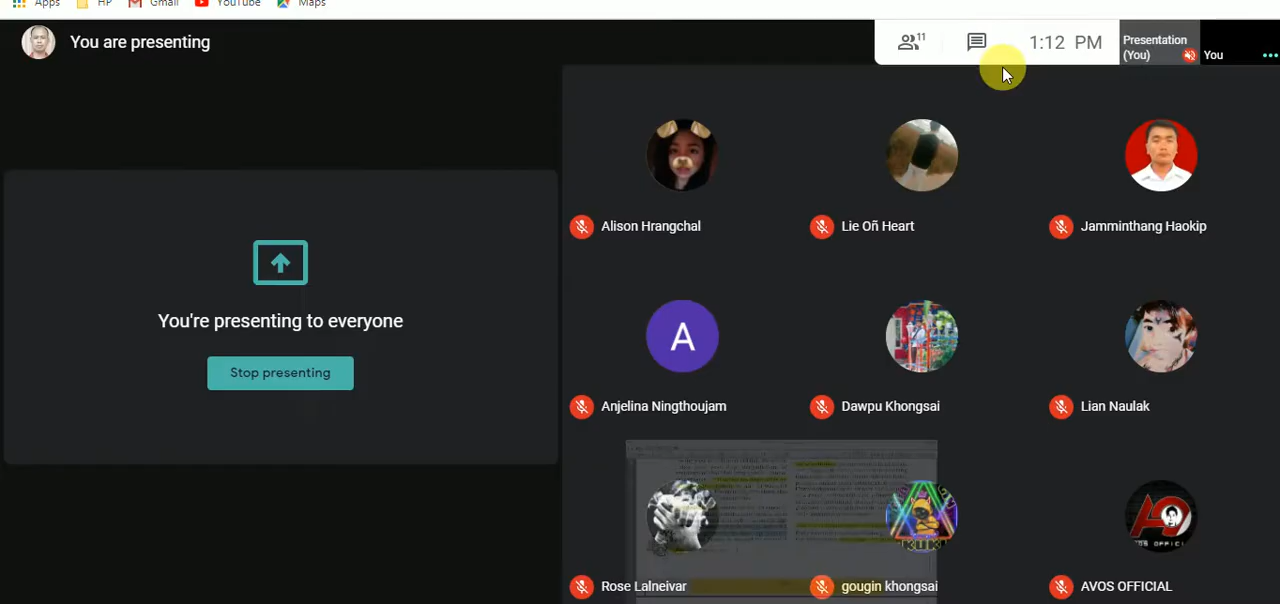 Apps HP Gmail YouTube Maps
You are presenting
11
1:12 PM
Presentation
(You)
You
Alison Hrangchal
Lie Oñ Heart
Jamminthang Haokip
You're presenting to everyone
Stop presenting
A
Anjelina Ningthoujam
Dawpu Khongsai
Lian Naulak
KUKI
AO
Rose Lalneivar
gougin khongsai
AVOS OFFICIAL